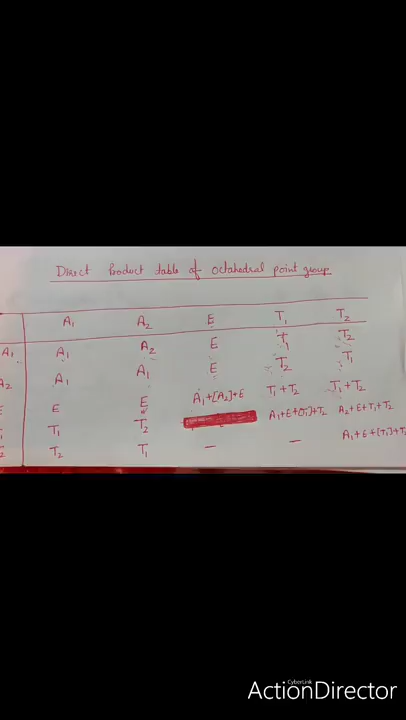 Direct Product table of octahedral point group
A₁ A₂ E T₁ T₂
A₁ A₁ A₂ E T₁ T₂
A₂ A₁ A₁ E T₂ T₁
E E E A₁+[A₂]+E T₁+T₂ T₁+T₂
T₁ T₁ T₂ A₁+E+[T₁]+T₂ A₂+E+T₁+T₂
T₂ T₂ T₁ – – A₁+E+[T₁]+T₂
CyberLink
ActionDirector